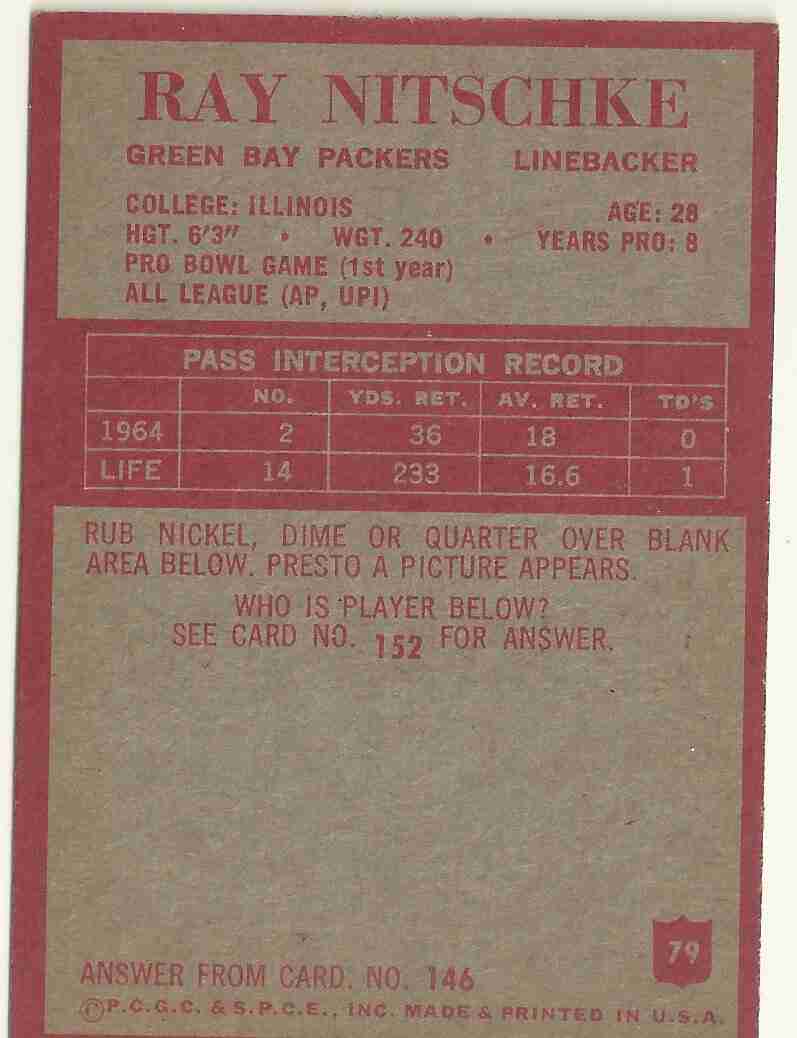 RAY NITSCHKE
GREEN BAY PACKERS LINEBACKER
COLLEGE: ILLINOIS AGE: 28
HGT. 6'3" • WGT. 240 • YEARS PRO: 8
PRO BOWL GAME (1st year)
ALL LEAGUE (AP, UPI)
PASS INTERCEPTION RECORD
NO. YDS. RET. AV. RET. TD'S
1964 2 36 18 0
LIFE 14 233 16.6 1
RUB NICKEL, DIME OR QUARTER OVER BLANK
AREA BELOW. PRESTO A PICTURE APPEARS.
WHO IS PLAYER BELOW?
SEE CARD NO. 152 FOR ANSWER.
79
ANSWER FROM CARD. NO. 146
©P.C.G.C. & S.P.C.E., INC. MADE & PRINTED IN U.S.A.